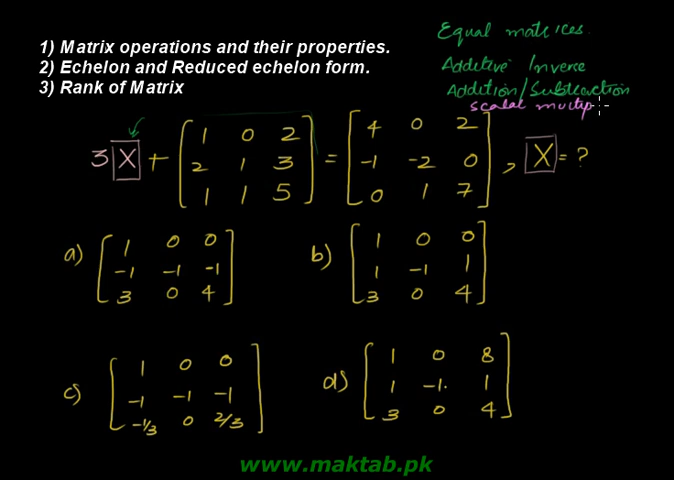 1) Matrix operations and their properties.
2) Echelon and Reduced echelon form.
3) Rank of Matrix
Equal matrices.
Additive Inverse
Addition/Subtraction
scalar multip
3 X + [ 1 0 2 = [ 4 0 2 , X = ?
2 1 3 -1 -2 0
1 1 5 ] 0 1 7 ]
a) [ 1 0 0
-1 -1 -1
3 0 4 ]
b) [ 1 0 0
1 -1 1
3 0 4 ]
c) [ 1 0 0
-1 -1 -1
-1/3 0 2/3 ]
d) [ 1 0 8
1 -1. 1
3 0 4 ]
www.maktab.pk